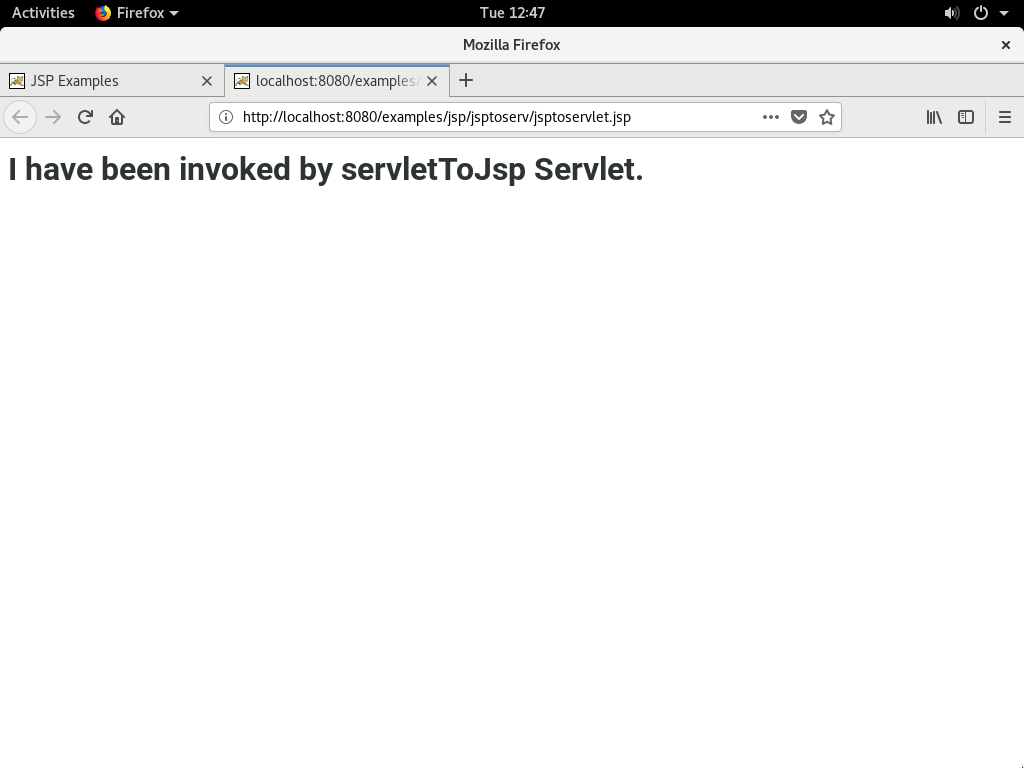 Activities
Firefox
Tue 12:47
Mozilla Firefox
JSP Examples
localhost:8080/examples/
http://localhost:8080/examples/jsp/jsptoserv/jsptoservlet.jsp
I have been invoked by servletToJsp Servlet.